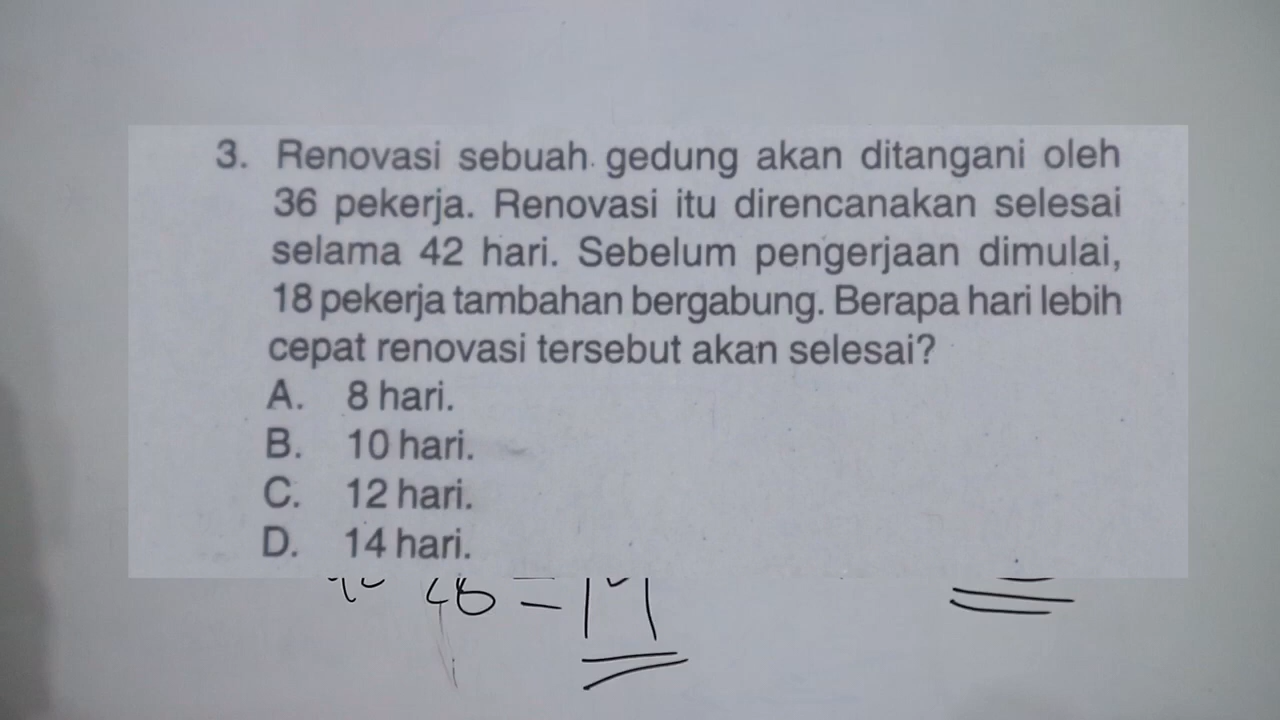 3. Renovasi sebuah gedung akan ditangani oleh
36 pekerja. Renovasi itu direncanakan selesai
selama 42 hari. Sebelum pengerjaan dimulai,
18 pekerja tambahan bergabung. Berapa hari lebih
cepat renovasi tersebut akan selesai?
A. 8 hari.
B. 10 hari.
C. 12 hari.
D. 14 hari.